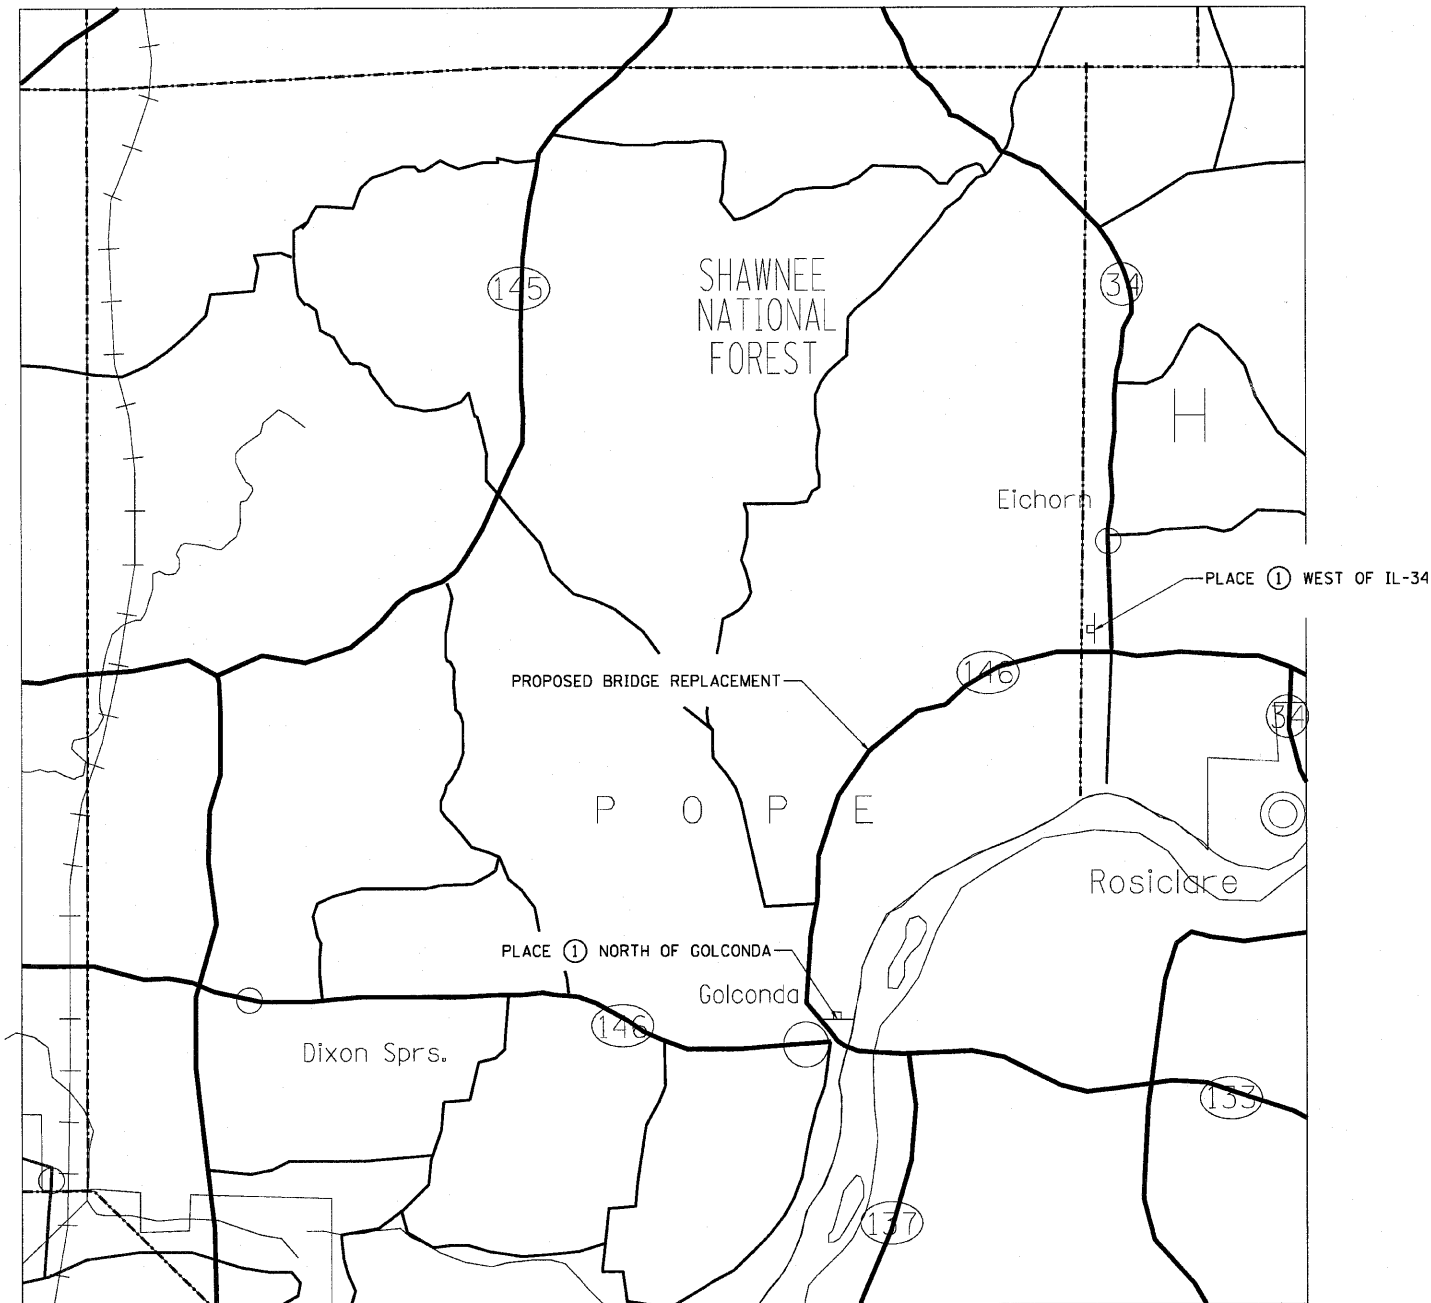 SHAWNEE
NATIONAL
FOREST
145
34
H
Eichorn
PLACE 1 WEST OF IL-34
146
PROPOSED BRIDGE REPLACEMENT
34
P O P E
Rosiclare
PLACE 1 NORTH OF GOLCONDA
Golconda
146
Dixon Sprs.
133
137